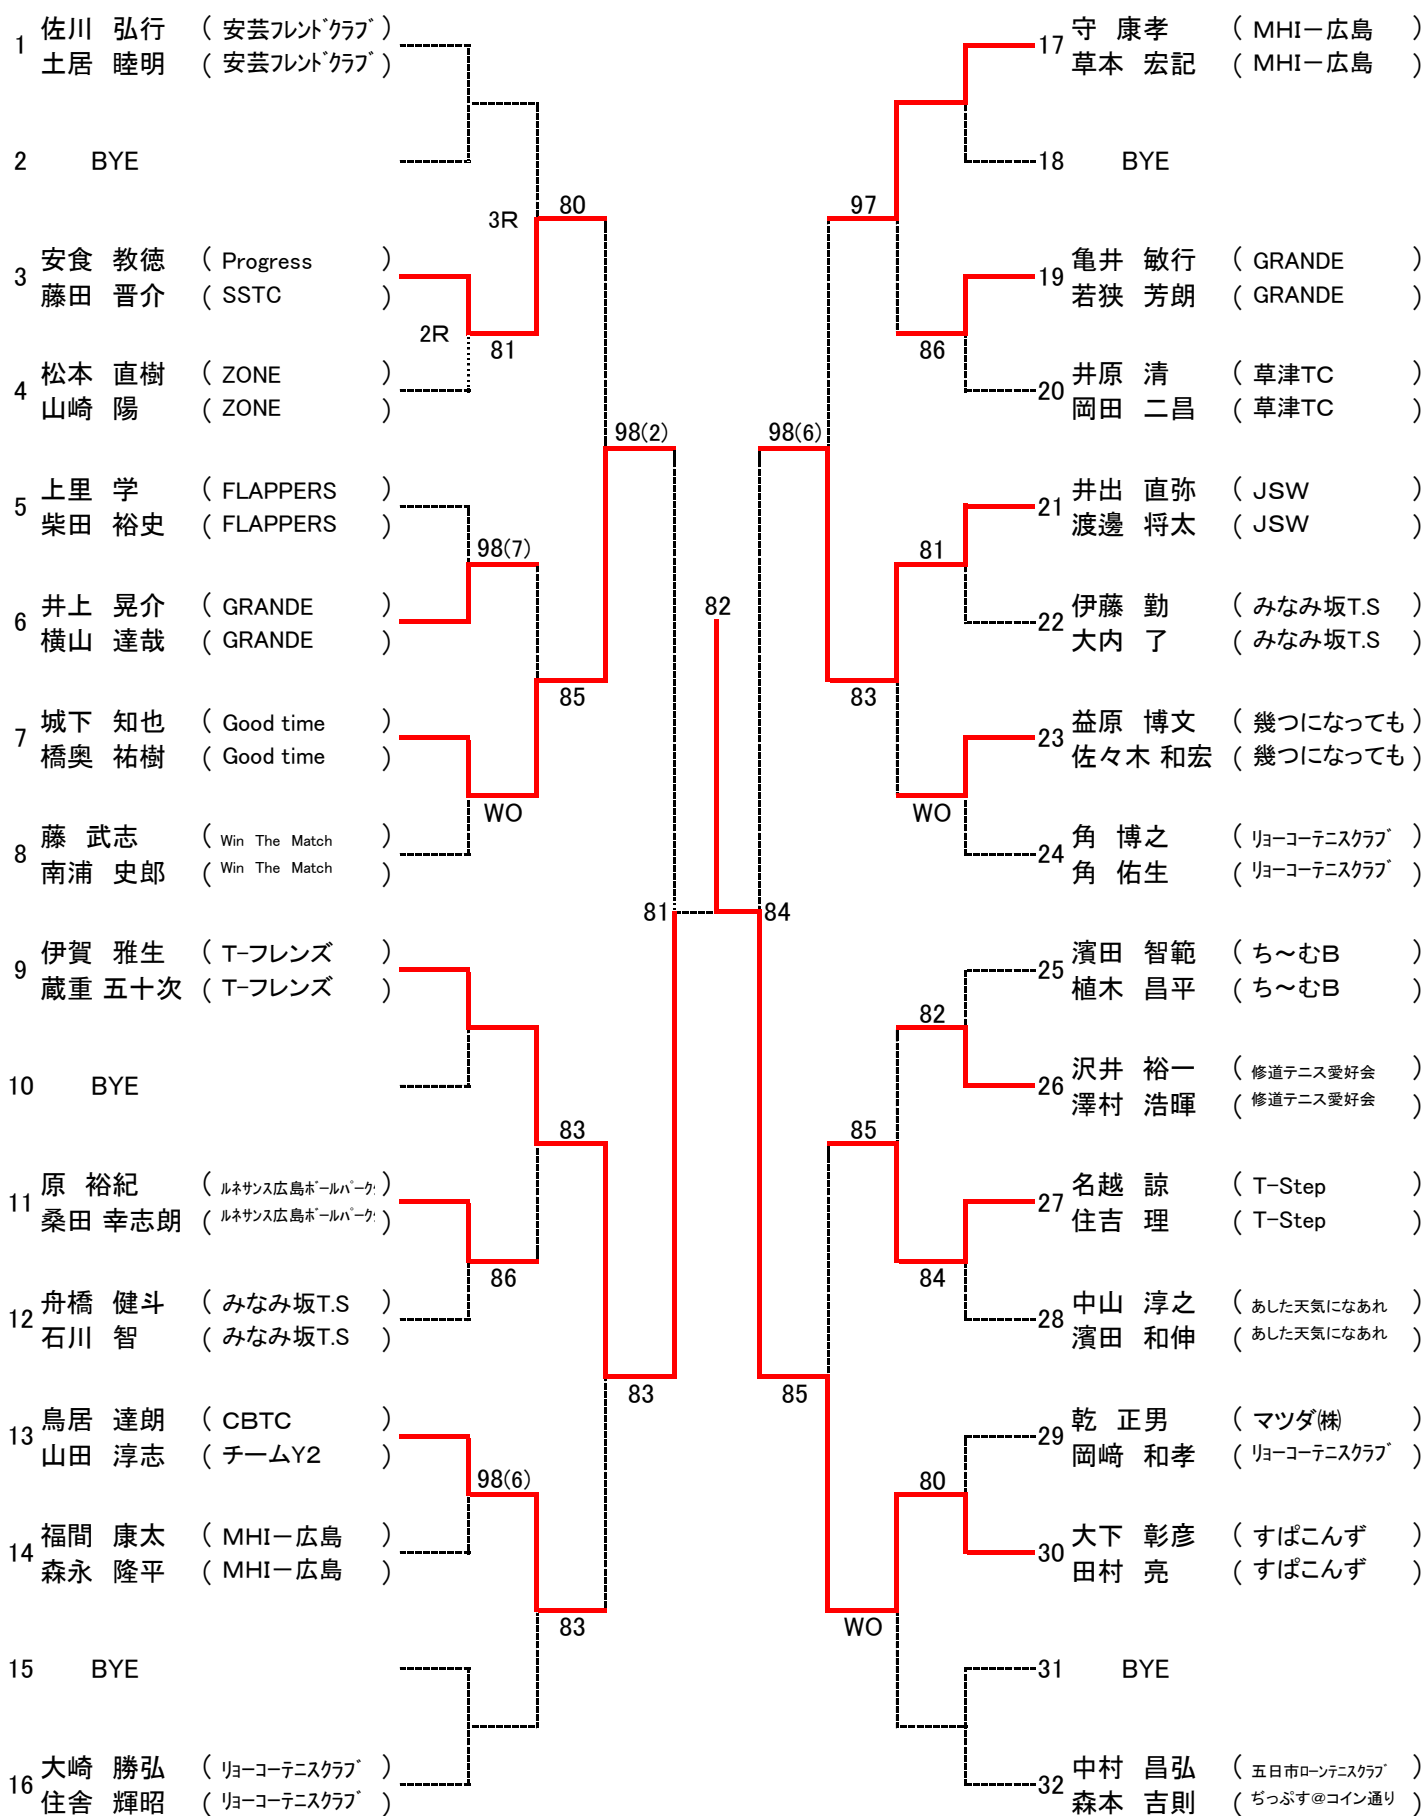 1 佐川 弘行 ( 安芸フレンドクラブ )
土居 睦明 ( 安芸フレンドクラブ )
2 BYE
3R 80
3 安食 教徳 ( Progress )
藤田 晋介 ( SSTC )
2R 81
4 松本 直樹 ( ZONE )
山崎 陽 ( ZONE )
98(2)
5 上里 学 ( FLAPPERS )
柴田 裕史 ( FLAPPERS )
98(7)
6 井上 晃介 ( GRANDE )
横山 達哉 ( GRANDE )
85
7 城下 知也 ( Good time )
橋奥 祐樹 ( Good time )
WO
8 藤 武志 ( Win The Match )
南浦 史郎 ( Win The Match )
81
9 伊賀 雅生 ( T-フレンズ )
蔵重 五十次 ( T-フレンズ )
10 BYE
83
11 原 裕紀 ( ルネサンス広島ボールパーク )
桑田 幸志朗 ( ルネサンス広島ボールパーク )
86
12 舟橋 健斗 ( みなみ坂T.S )
石川 智 ( みなみ坂T.S )
83
13 鳥居 達朗 ( CBTC )
山田 淳志 ( チームY2 )
98(6)
14 福間 康太 ( MHIー広島 )
森永 隆平 ( MHIー広島 )
83
15 BYE
16 大崎 勝弘 ( リョーコーテニスクラブ )
住舎 輝昭 ( リョーコーテニスクラブ )
82
17 守 康孝 ( MHIー広島 )
草本 宏記 ( MHIー広島 )
18 BYE
97
19 亀井 敏行 ( GRANDE )
若狭 芳朗 ( GRANDE )
86
20 井原 清 ( 草津TC )
岡田 二昌 ( 草津TC )
98(6)
21 井出 直弥 ( JSW )
渡邊 将太 ( JSW )
81
22 伊藤 勤 ( みなみ坂T.S )
大内 了 ( みなみ坂T.S )
83
23 益原 博文 ( 幾つになっても )
佐々木 和宏 ( 幾つになっても )
WO
24 角 博之 ( リョーコーテニスクラブ )
角 佑生 ( リョーコーテニスクラブ )
84
25 濱田 智範 ( ち～むB )
植木 昌平 ( ち～むB )
82
26 沢井 裕一 ( 修道テニス愛好会 )
澤村 浩暉 ( 修道テニス愛好会 )
85
27 名越 諒 ( T-Step )
住吉 理 ( T-Step )
84
28 中山 淳之 ( あした天気になあれ )
濱田 和伸 ( あした天気になあれ )
85
29 乾 正男 ( マツダ㈱ )
岡﨑 和孝 ( リョーコーテニスクラブ )
80
30 大下 彰彦 ( すぱこんず )
田村 亮 ( すぱこんず )
WO
31 BYE
32 中村 昌弘 ( 五日市ローンテニスクラブ )
森本 吉則 ( ぢっぷす@コイン通り )